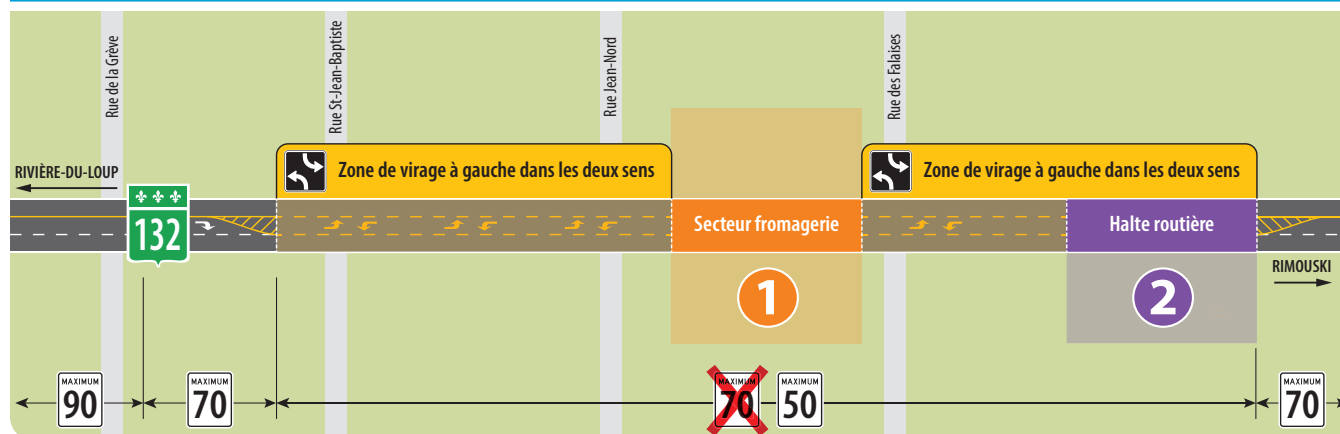 Rue de la Grève
Rue St-Jean-Baptiste
Rue Jean-Nord
Rue des Falaises
RIVIÈRE-DU-LOUP
Zone de virage à gauche dans les deux sens
Zone de virage à gauche dans les deux sens
132
Secteur fromagerie
Halte routière
RIMOUSKI
1
2
MAXIMUM
90
MAXIMUM
70
MAXIMUM
70
MAXIMUM
50
MAXIMUM
70